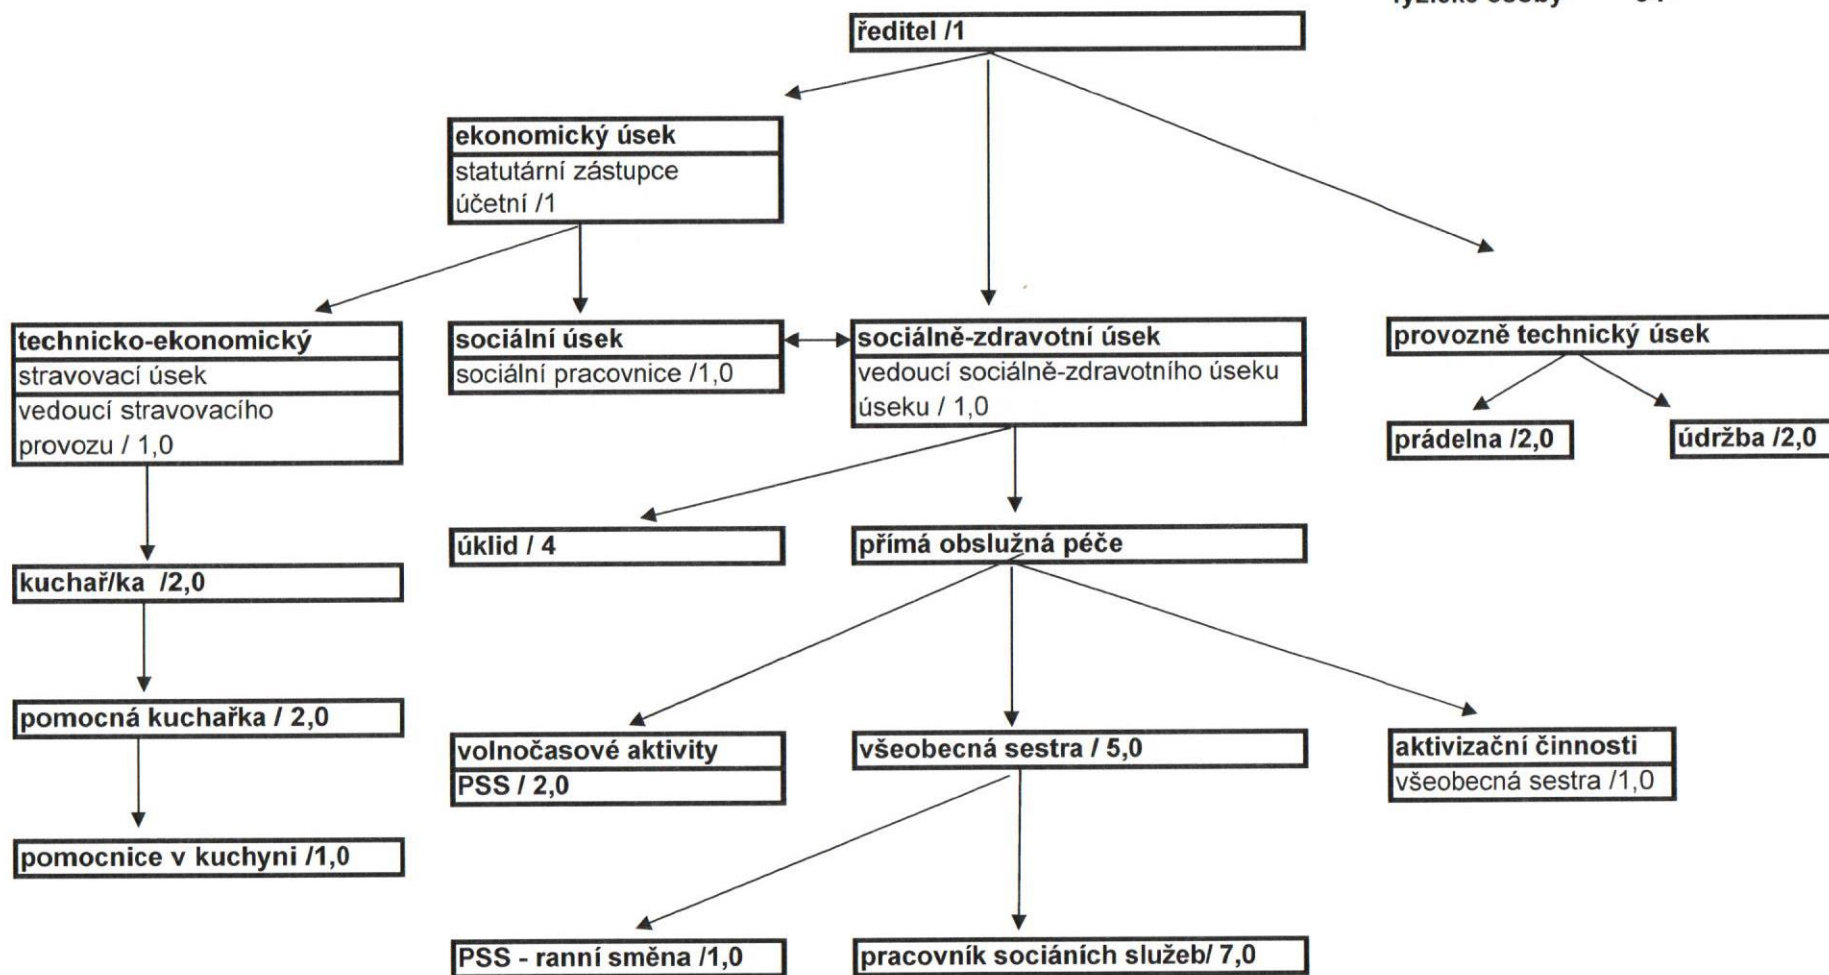 ředitel /1
ekonomický úsek
statutární zástupce
účetní /1
technicko-ekonomický
stravovací úsek
vedoucí stravovacího
provozu / 1,0
sociální úsek
sociální pracovnice /1,0
sociálně-zdravotní úsek
vedoucí sociálně-zdravotního úseku
úseku / 1,0
provozně technický úsek
prádelna /2,0
údržba /2,0
úklid / 4
přímá obslužná péče
kuchař/ka /2,0
pomocná kuchařka / 2,0
pomocnice v kuchyni /1,0
volnočasové aktivity
PSS / 2,0
všeobecná sestra / 5,0
aktivizační činnosti
všeobecná sestra /1,0
PSS - ranní směna /1,0
pracovník sociáních služeb/ 7,0